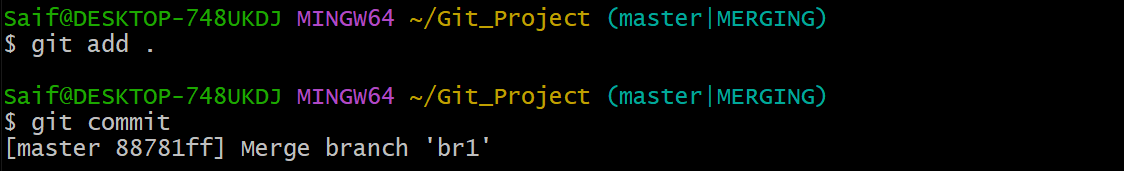 Saif@DESKTOP-748UKDJ MINGW64 ~/Git_Project (master|MERGING)
$ git add .
Saif@DESKTOP-748UKDJ MINGW64 ~/Git_Project (master|MERGING)
$ git commit
[master 88781ff] Merge branch 'br1'